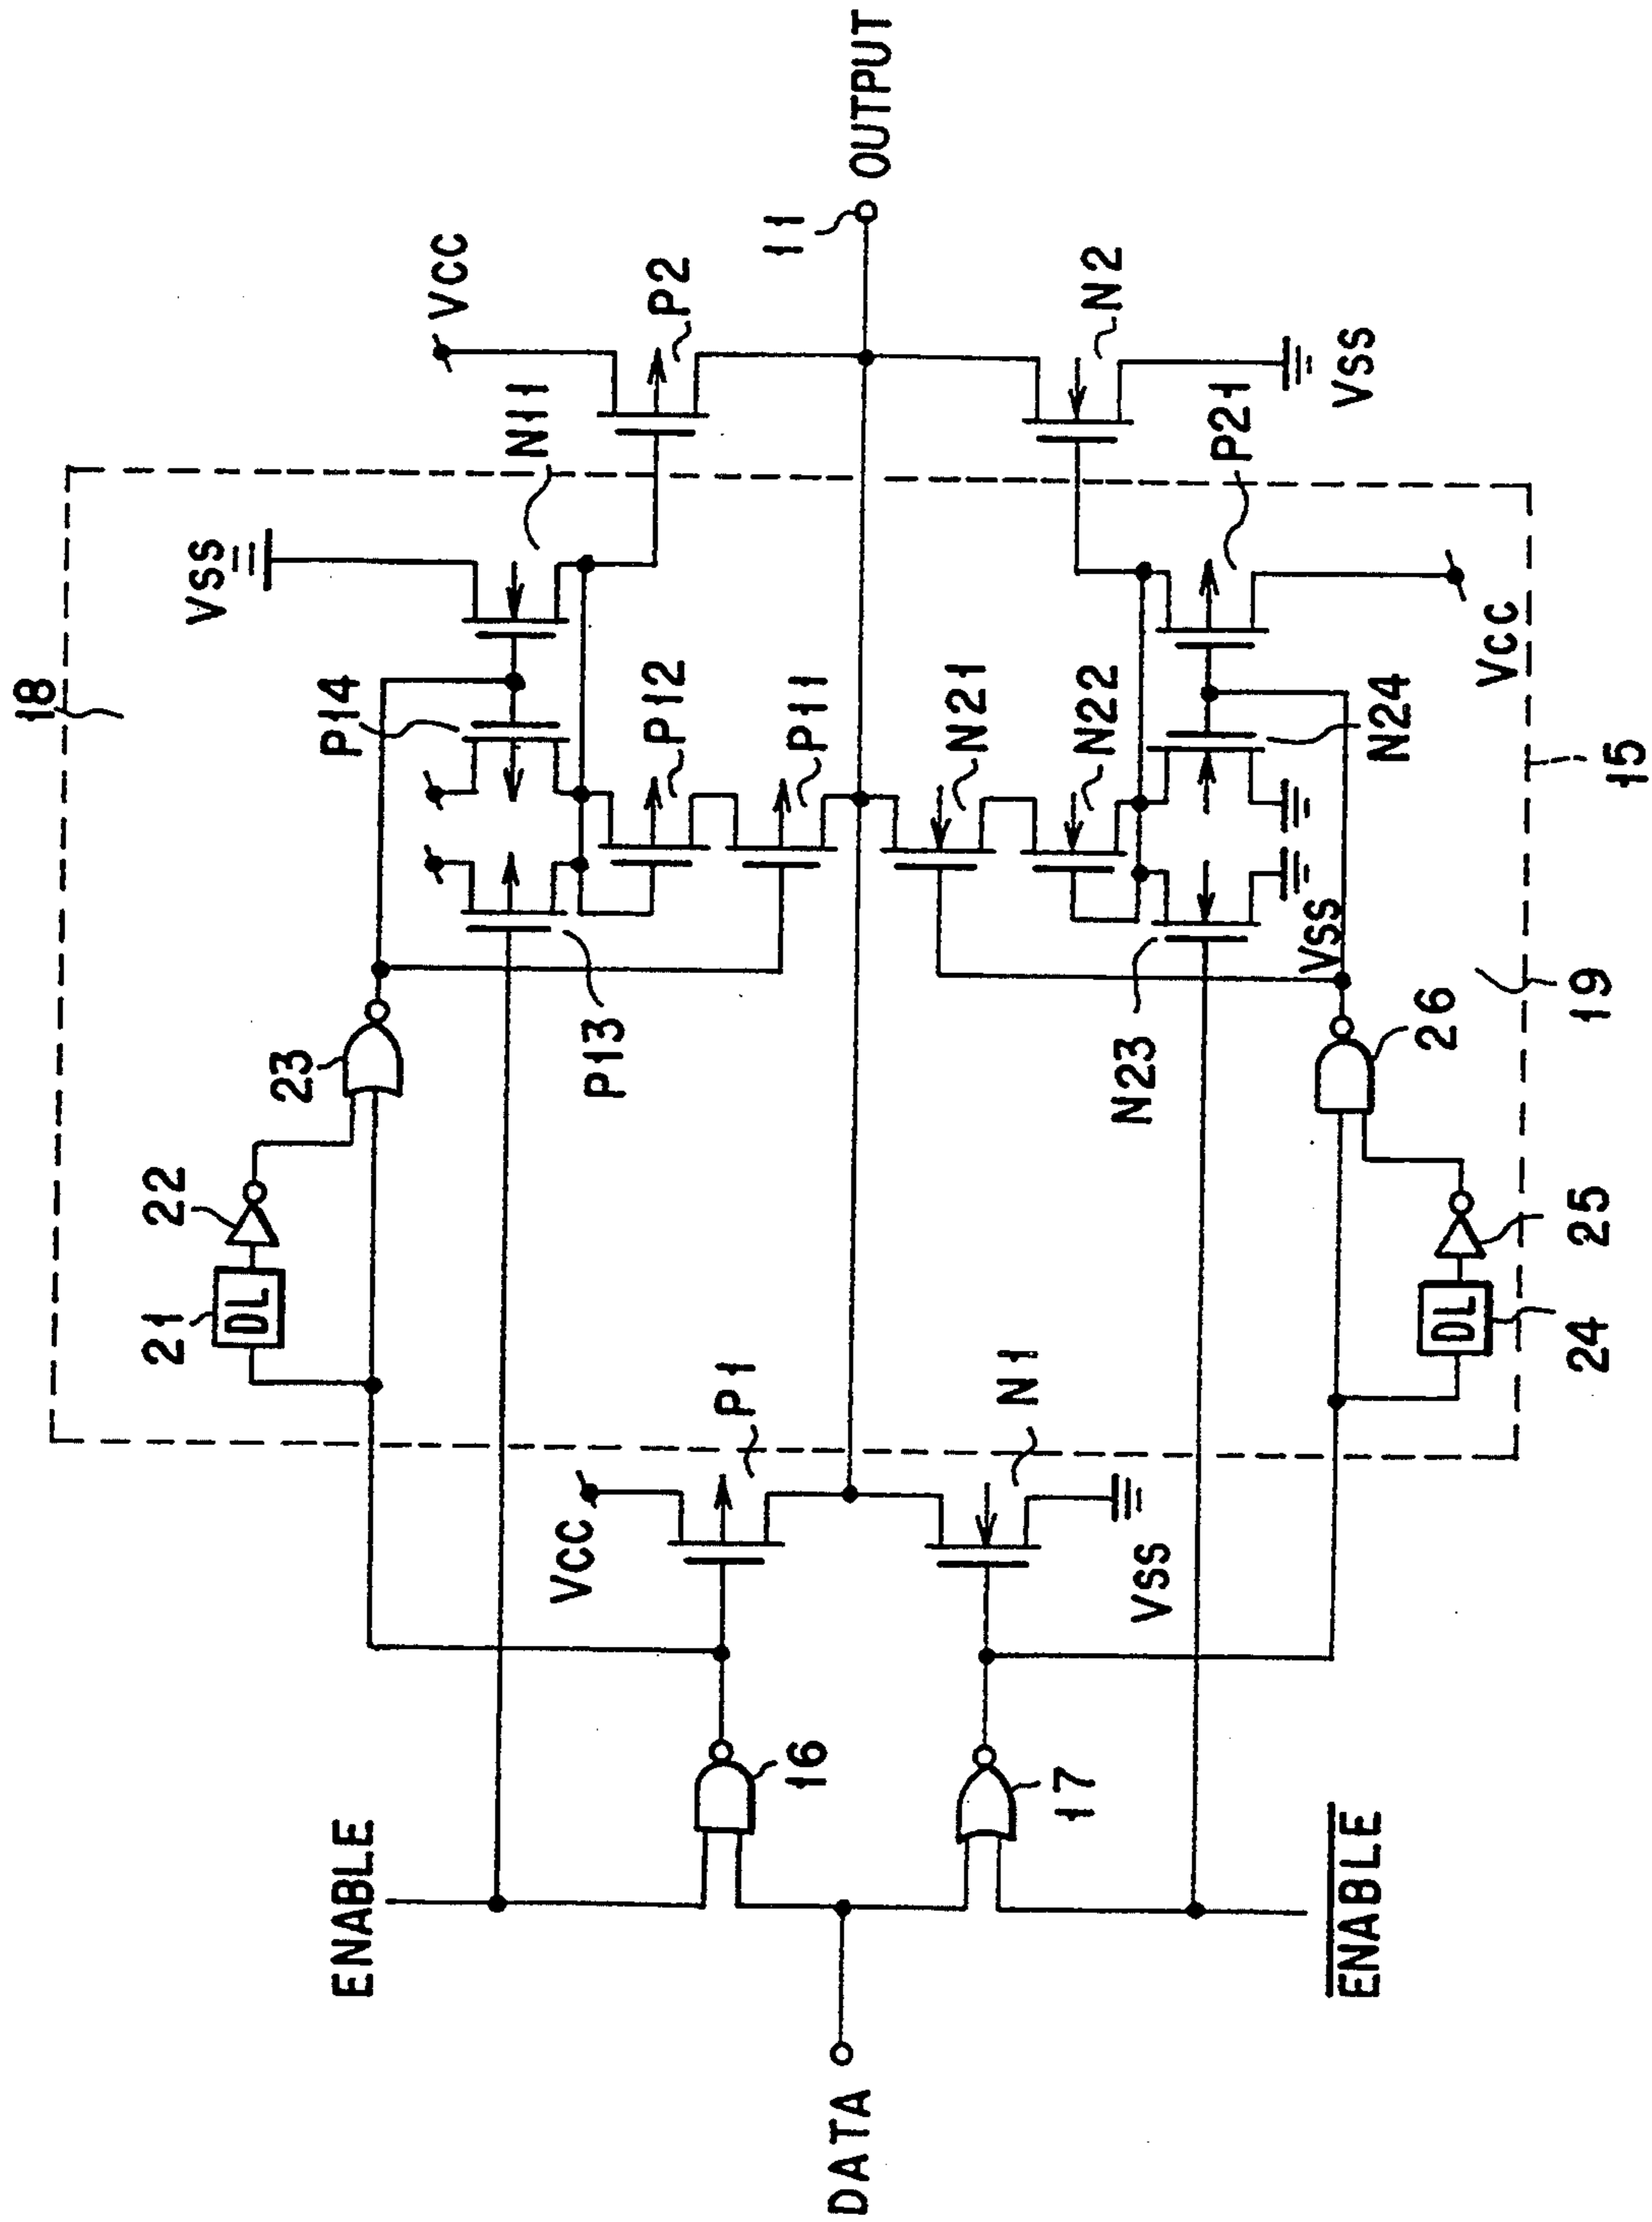 18
VSS
VCC
N11
P14
P12
P11
P2
11
OUTPUT
23
22
21
DL
P13
N21
N22
N2
VSS
P21
N24
VCC
15
VSS
19
N23
26
25
DL
24
VCC
P1
N1
VSS
16
17
ENABLE
ENABLE
DATA